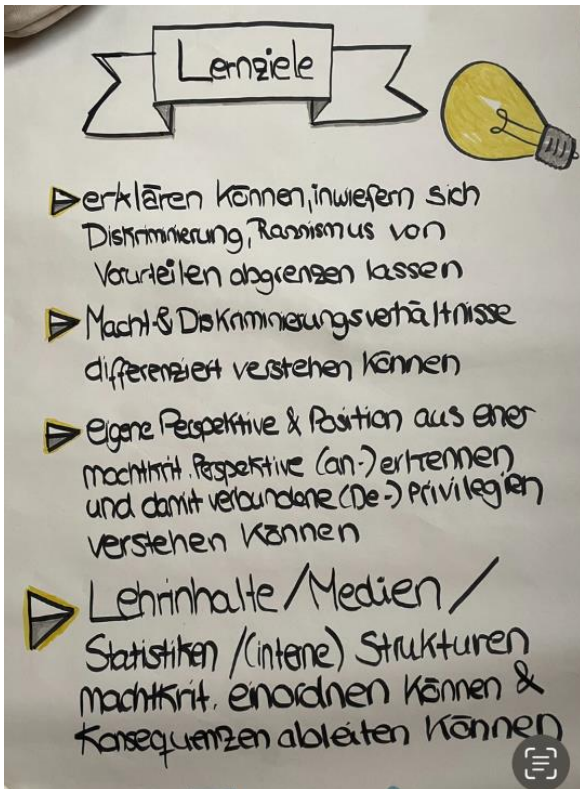 Lernziele
erklären können, inwiefern sich
Diskriminierung, Rassismus von
Vorurteilen abgrenzen lassen
Macht- & Diskriminierungsverhältnisse
differenziert verstehen können
eigene Perspektive & Position aus einer
machtkrit. Perspektive (an-) erkennen
und damit verbundene (De-) Privilegien
verstehen können
Lehrinhalte / Medien /
Statistiken / (interne) Strukturen
machtkrit. einordnen können &
Konsequenzen ableiten können